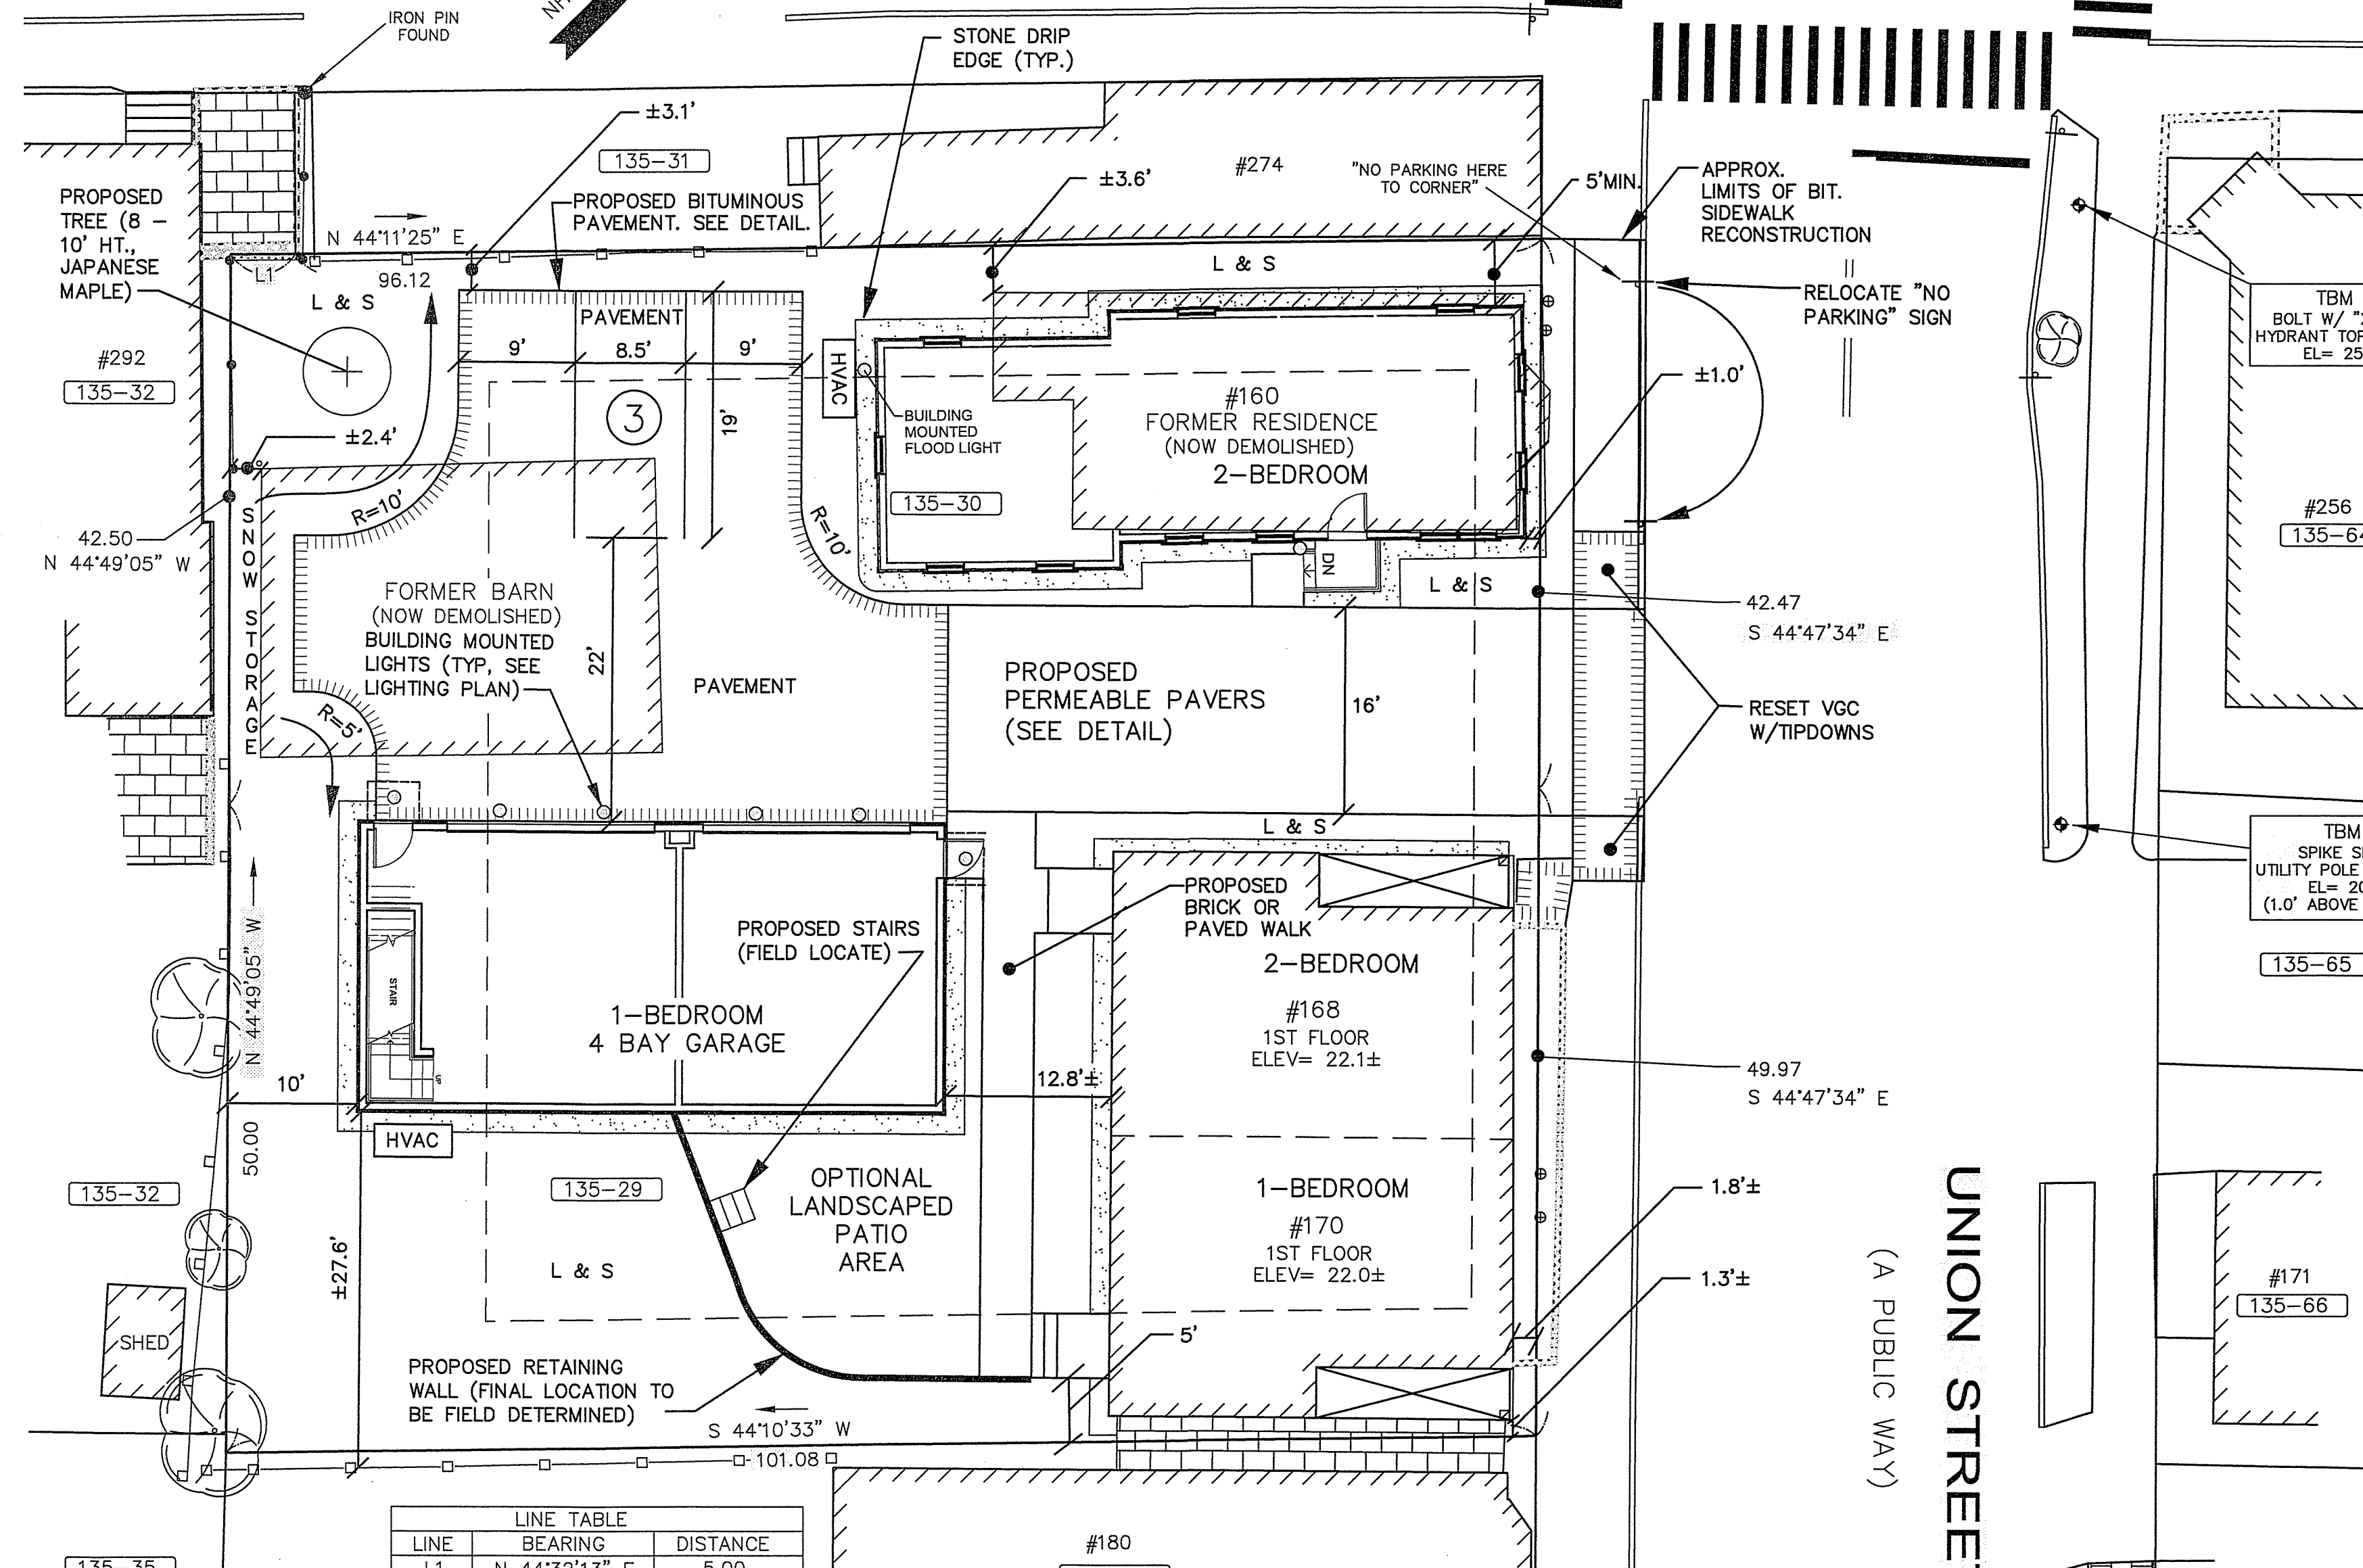 IRON PIN
FOUND
STONE DRIP
EDGE (TYP.)
±3.1'
135-31
#274
"NO PARKING HERE
TO CORNER"
±3.6'
5'MIN.
APPROX.
LIMITS OF BIT.
SIDEWALK
RECONSTRUCTION
PROPOSED
TREE (8 –
10' HT.,
JAPANESE
MAPLE)
PROPOSED BITUMINOUS
PAVEMENT. SEE DETAIL.
N 44°11'25" E
96.12
L1
L & S
L & S
RELOCATE "NO
PARKING" SIGN
TBM
HYDRANT TOP
#292
135-32
PAVEMENT
9'
8.5'
9'
3
19'
HVAC
BUILDING
MOUNTED
FLOOD LIGHT
#160
FORMER RESIDENCE
(NOW DEMOLISHED)
2-BEDROOM
±1.0'
±2.4'
135-30
R=10'
R=10'
42.50
N 44°49'05" W
SNOW STORAGE
#256
DN
L & S
FORMER BARN
(NOW DEMOLISHED)
BUILDING MOUNTED
LIGHTS (TYP, SEE
LIGHTING PLAN)
22'
PAVEMENT
R=5'
42.47
S 44°47'34" E
PROPOSED
PERMEABLE PAVERS
(SEE DETAIL)
16'
RESET VGC
W/TIPDOWNS
L & S
TBM
UTILITY POLE
(1.0' ABOVE
135-65
PROPOSED
BRICK OR
PAVED WALK
PROPOSED STAIRS
(FIELD LOCATE)
STAIR
UP
1-BEDROOM
4 BAY GARAGE
2-BEDROOM
#168
1ST FLOOR
ELEV= 22.1±
N 44°49'05" W
50.00
10'
12.8'±
49.97
S 44°47'34" E
HVAC
135-32
135-29
OPTIONAL
LANDSCAPED
PATIO
AREA
1-BEDROOM
#170
1ST FLOOR
ELEV= 22.0±
1.8'±
1.3'±
UNION STREET
(A PUBLIC WAY)
#171
135-66
±27.6'
L & S
SHED
5'
PROPOSED RETAINING
WALL (FINAL LOCATION TO
BE FIELD DETERMINED)
S 44°10'33" W
101.08
LINE TABLE
LINE BEARING DISTANCE
L1 N 44°32'13" E 5.00
#180
135-35